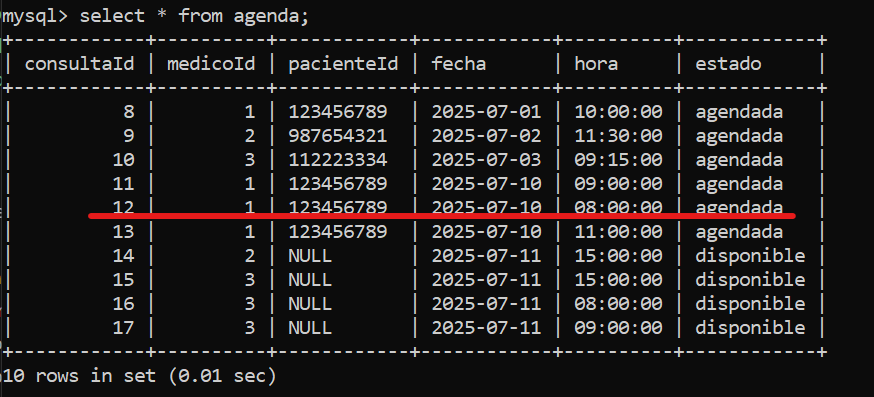 mysql> select * from agenda;
+------------+----------+------------+------------+----------+------------+
| consultaId | medicoId | pacienteId | fecha      | hora     | estado     |
+------------+----------+------------+------------+----------+------------+
|          8 |        1 | 123456789  | 2025-07-01 | 10:00:00 | agendada   |
|          9 |        2 | 987654321  | 2025-07-02 | 11:30:00 | agendada   |
|         10 |        3 | 112223334  | 2025-07-03 | 09:15:00 | agendada   |
|         11 |        1 | 123456789  | 2025-07-10 | 09:00:00 | agendada   |
|         12 |        1 | 123456789  | 2025-07-10 | 08:00:00 | agendada   |
|         13 |        1 | 123456789  | 2025-07-10 | 11:00:00 | agendada   |
|         14 |        2 | NULL       | 2025-07-11 | 15:00:00 | disponible |
|         15 |        3 | NULL       | 2025-07-11 | 15:00:00 | disponible |
|         16 |        3 | NULL       | 2025-07-11 | 08:00:00 | disponible |
|         17 |        3 | NULL       | 2025-07-11 | 09:00:00 | disponible |
+------------+----------+------------+------------+----------+------------+
10 rows in set (0.01 sec)